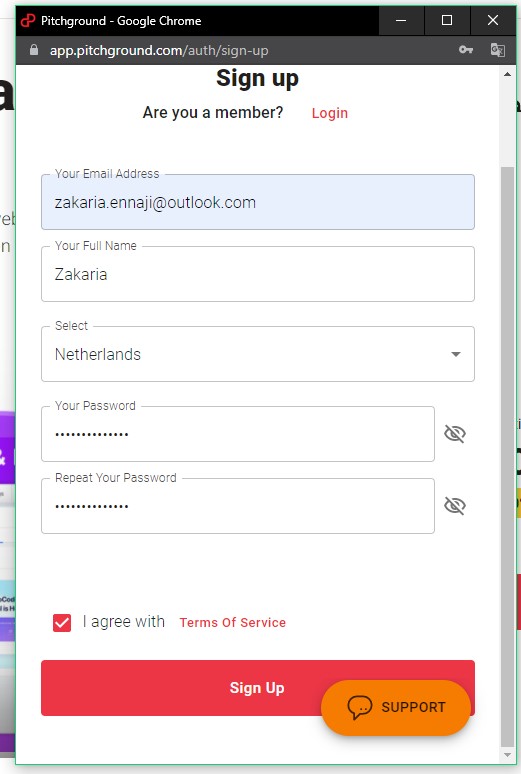 Pitchground - Google Chrome
app.pitchground.com/auth/sign-up
Sign up
Are you a member? Login
Your Email Address
zakaria.ennaji@outlook.com
Your Full Name
Zakaria
Select
Netherlands
Your Password
••••••••••••••
Repeat Your Password
••••••••••••••
I agree with Terms Of Service
Sign Up
SUPPORT